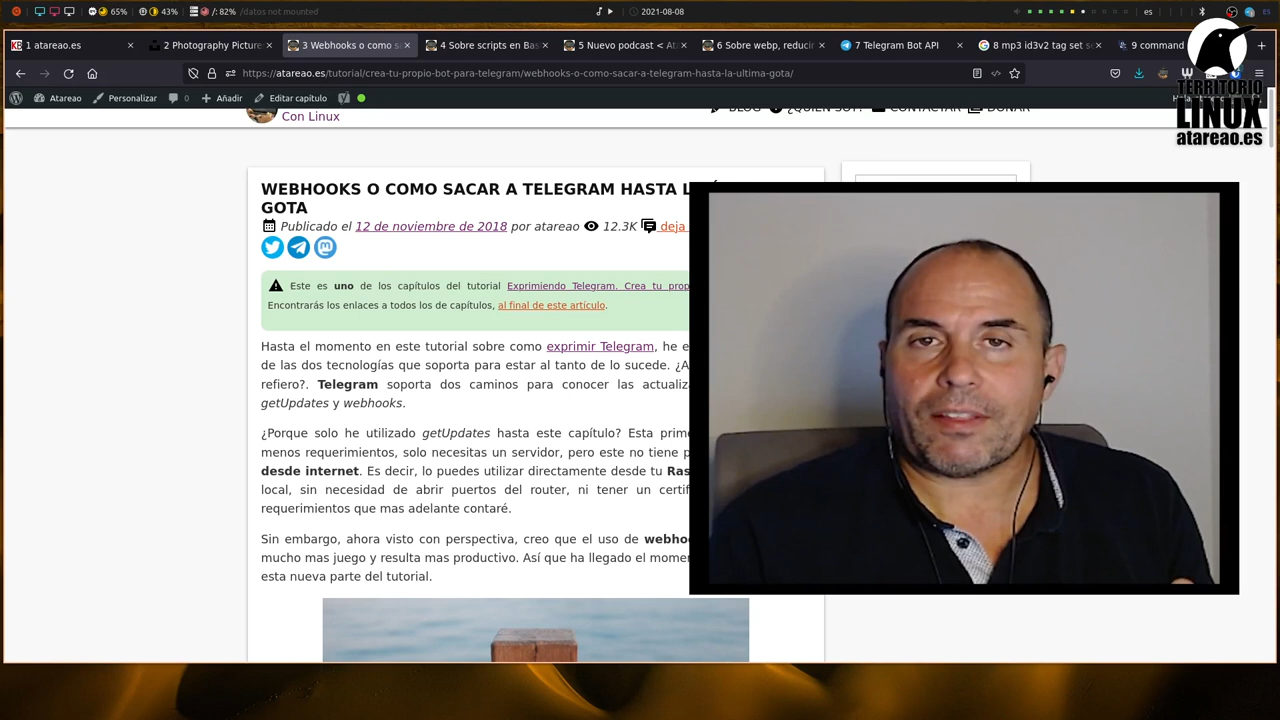 65% 43% /: 82% /datos not mounted 2021-08-08 es ES
1 atareao.es 2 Photography Picture 3 Webhooks o como s 4 Sobre scripts en Bas 5 Nuevo podcast < At 6 Sobre webp, reducir 7 Telegram Bot API 8 mp3 id3v2 tag set s 9 command
https://atareao.es/tutorial/crea-tu-propio-bot-para-telegram/webhooks-o-como-sacar-a-telegram-hasta-la-ultima-gota/
Atareao Personalizar 0 Añadir Editar capítulo
TERRITORIO
LINUX
atareao.es
BLOG ¿QUIÉN SOY? CONTACTAR DONAR
Con Linux
WEBHOOKS O COMO SACAR A TELEGRAM HASTA
GOTA
Publicado el 12 de noviembre de 2018 por atareao 12.3K deja
Este es uno de los capítulos del tutorial Exprimiendo Telegram. Crea tu
Encontrarás los enlaces a todos los de capítulos, al final de este artículo.
Hasta el momento en este tutorial sobre como exprimir Telegram, he
de las dos tecnologías que soporta para estar al tanto de lo sucede.
refiero?. Telegram soporta dos caminos para conocer las
getUpdates y webhooks.
¿Porque solo he utilizado getUpdates hasta este capítulo? Esta
menos requerimientos, solo necesitas un servidor, pero este no tiene
desde internet. Es decir, lo puedes utilizar directamente desde tu
local, sin necesidad de abrir puertos del router, ni tener un
requerimientos que mas adelante contaré.
Sin embargo, ahora visto con perspectiva, creo que el uso de
mucho mas juego y resulta mas productivo. Así que ha llegado el
esta nueva parte del tutorial.